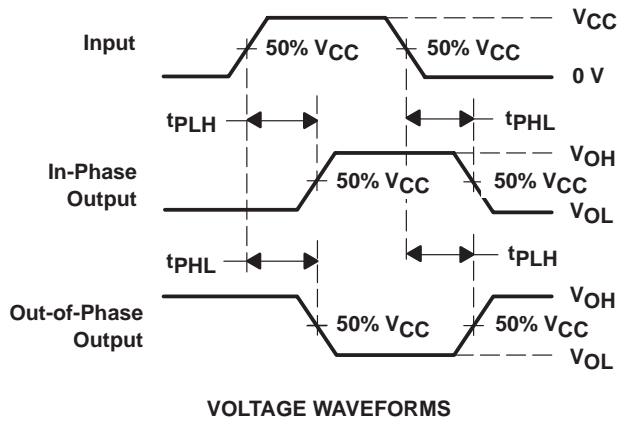 VCC
Input
50% VCC
50% VCC
0 V
tPLH
tPHL
VOH
In-Phase
Output
50% VCC
50% VCC
VOL
tPHL
tPLH
VOH
Out-of-Phase
Output
50% VCC
50% VCC
VOL
VOLTAGE WAVEFORMS